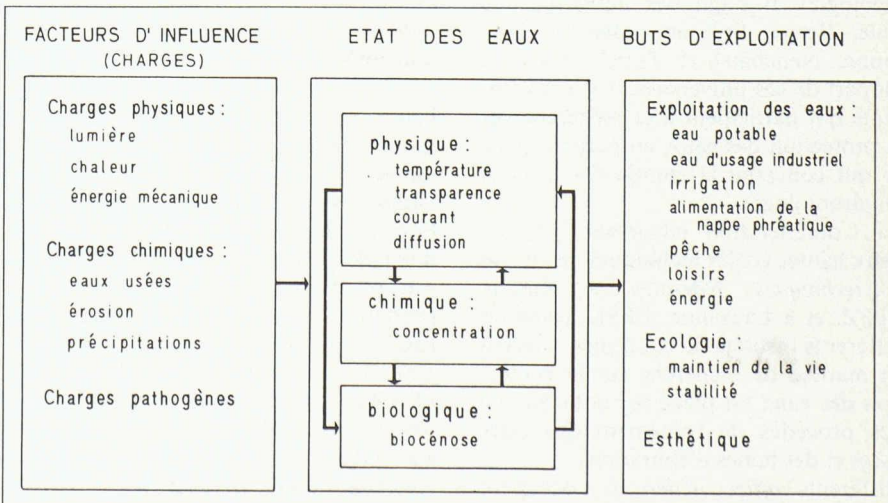 FACTEURS D'INFLUENCE
(CHARGES)
Charges physiques :
lumière
chaleur
énergie mécanique
Charges chimiques :
eaux usées
érosion
précipitations
Charges pathogènes
ETAT DES EAUX
physique :
température
transparence
courant
diffusion
chimique :
concentration
biologique :
biocénose
BUTS D'EXPLOITATION
Exploitation des eaux :
eau potable
eau d'usage industriel
irrigation
alimentation de la
nappe phréatique
pêche
loisirs
énergie
Ecologie :
maintien de la vie
stabilité
Esthétique